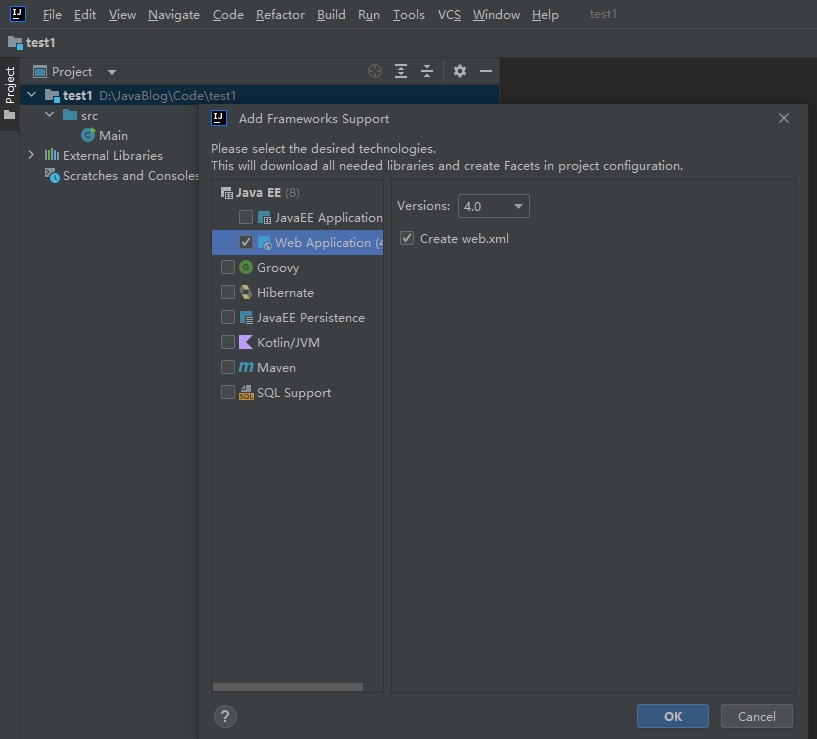 File Edit View Navigate Code Refactor Build Run Tools VCS Window Help test1
test1
Project
Project
test1 D:\JavaBlog\Code\test1
src
Main
External Libraries
Scratches and Consoles
Add Frameworks Support
Please select the desired technologies.
This will download all needed libraries and create Facets in project configuration.
Java EE (8)
JavaEE Application
Web Application (4
Groovy
Hibernate
JavaEE Persistence
Kotlin/JVM
Maven
SQL Support
Versions: 4.0
Create web.xml
? OK Cancel